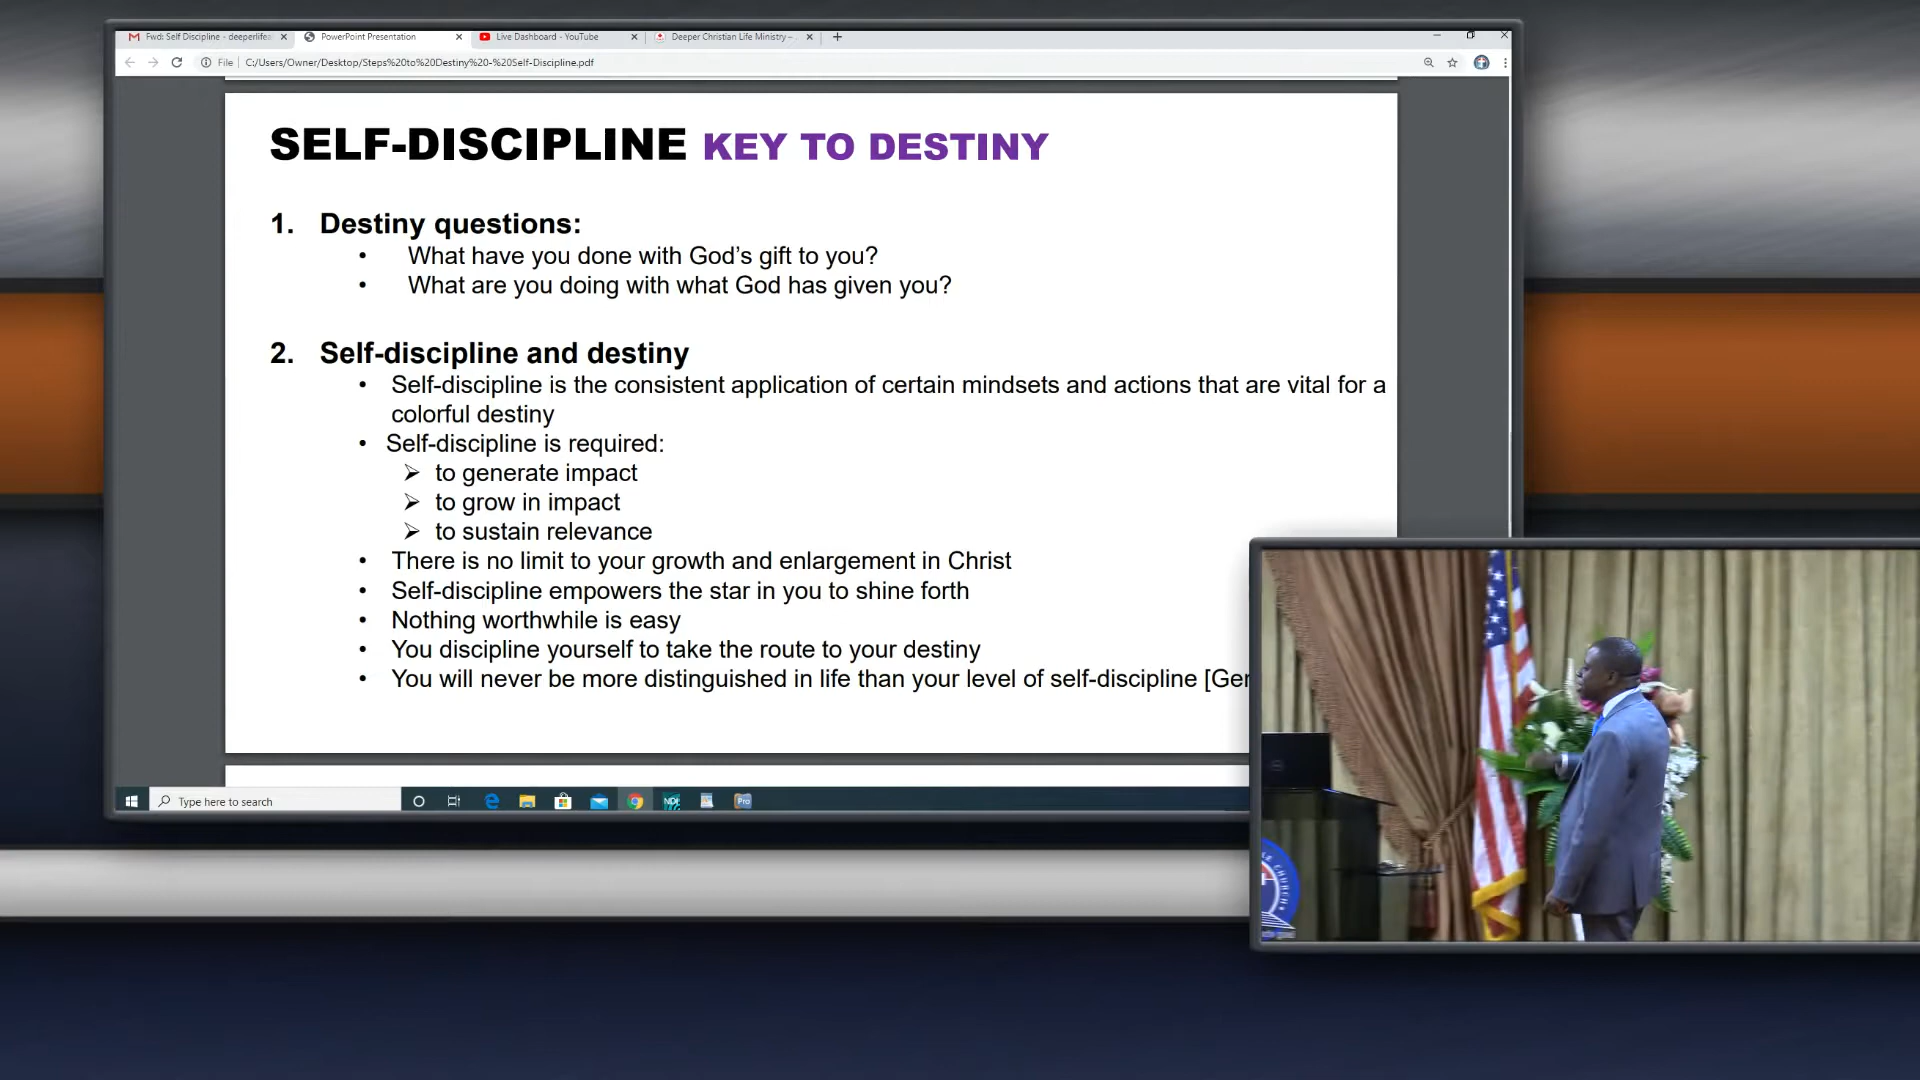 Fwd: Self Discipline - deeperlifea
PowerPoint Presentation
Live Dashboard - YouTube
Deeper Christian Life Ministry –
File C:/Users/Owner/Desktop/Steps%20to%20Destiny%20-%20Self-Discipline.pdf
SELF-DISCIPLINE KEY TO DESTINY
1. Destiny questions:
• What have you done with God’s gift to you?
• What are you doing with what God has given you?
2. Self-discipline and destiny
• Self-discipline is the consistent application of certain mindsets and actions that are vital for a
colorful destiny
• Self-discipline is required:
➢ to generate impact
➢ to grow in impact
➢ to sustain relevance
• There is no limit to your growth and enlargement in Christ
• Self-discipline empowers the star in you to shine forth
• Nothing worthwhile is easy
• You discipline yourself to take the route to your destiny
• You will never be more distinguished in life than your level of self-discipline [Gen
Type here to search
NDI
Pro
CHURCH